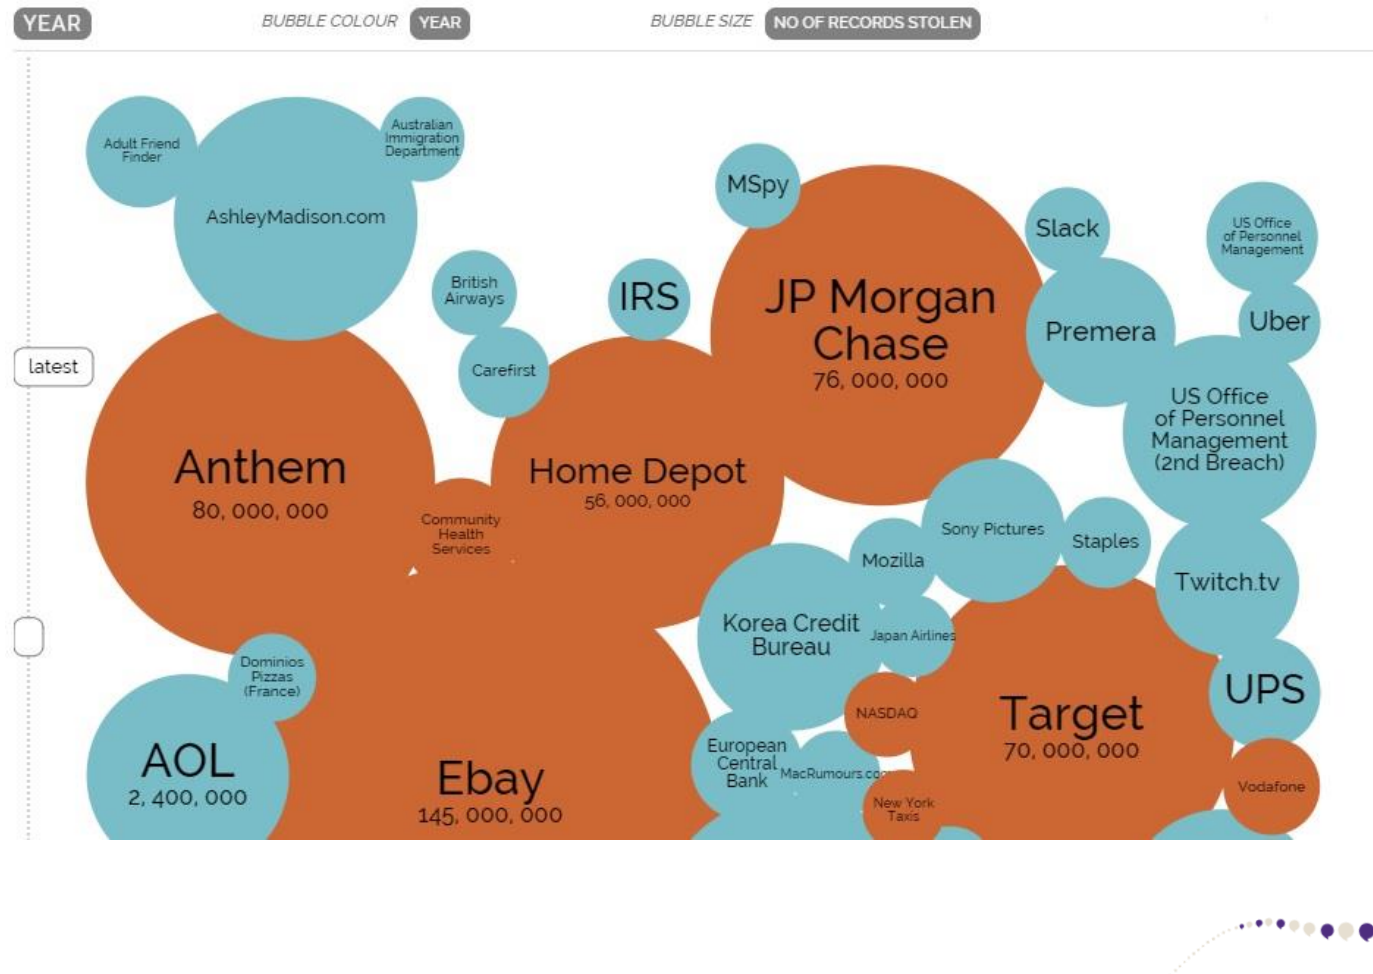 YEAR
BUBBLE COLOUR YEAR
BUBBLE SIZE NO OF RECORDS STOLEN
Adult Friend
Finder
AshleyMadison.com
Australian
Immigration
Department
MSpy
Slack
US Office
of Personnel
Management
British
Airways
IRS
JP Morgan
Chase
76, 000, 000
Premera
Uber
latest
Carefirst
US Office
of Personnel
Management
(2nd Breach)
Anthem
80, 000, 000
Home Depot
56, 000, 000
Community
Health
Services
Mozilla
Sony Pictures
Staples
Twitch.tv
Korea Credit
Bureau
Japan Airlines
Dominios
Pizzas
(France)
UPS
NASDAQ
Target
70, 000, 000
AOL
2, 400, 000
Ebay
145, 000, 000
European
Central
Bank
MacRumours.com
New York
Taxis
Vodafone